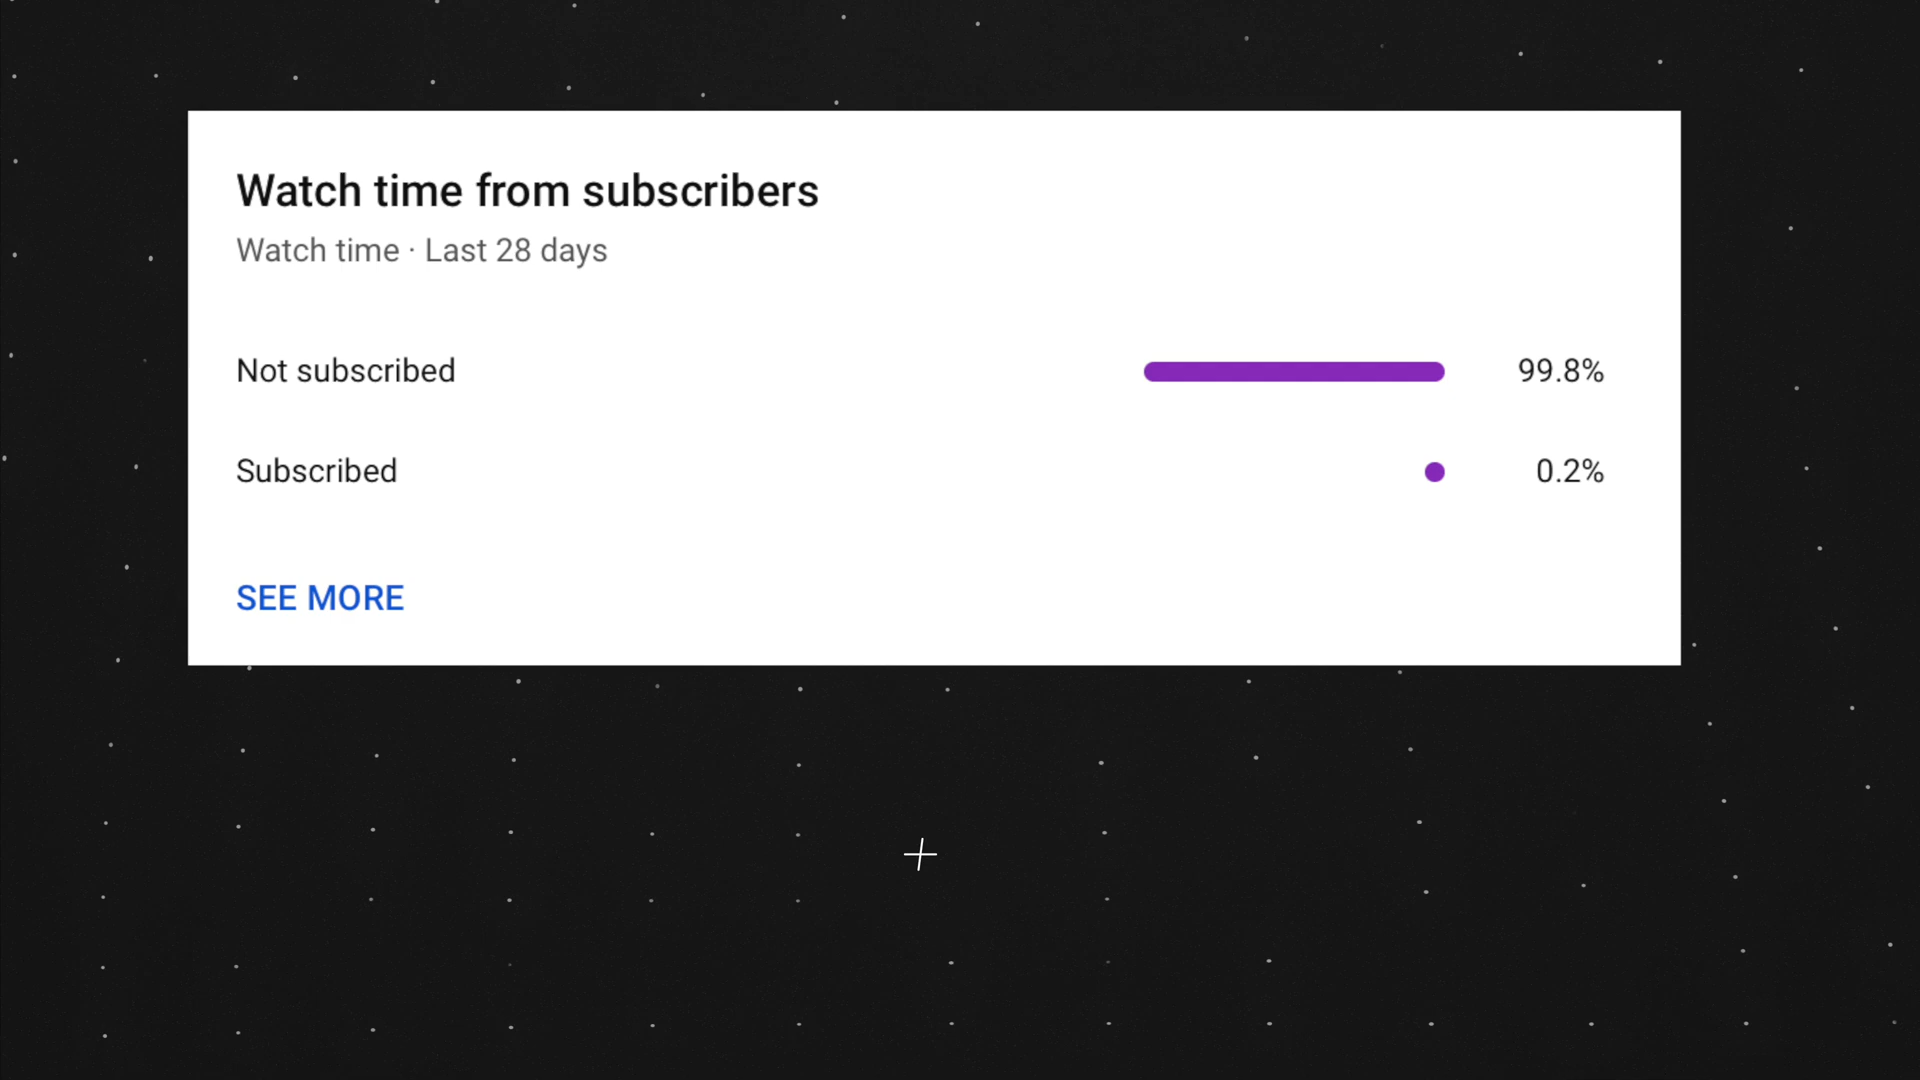 Watch time from subscribers
Watch time · Last 28 days
Not subscribed 99.8%
Subscribed 0.2%
SEE MORE